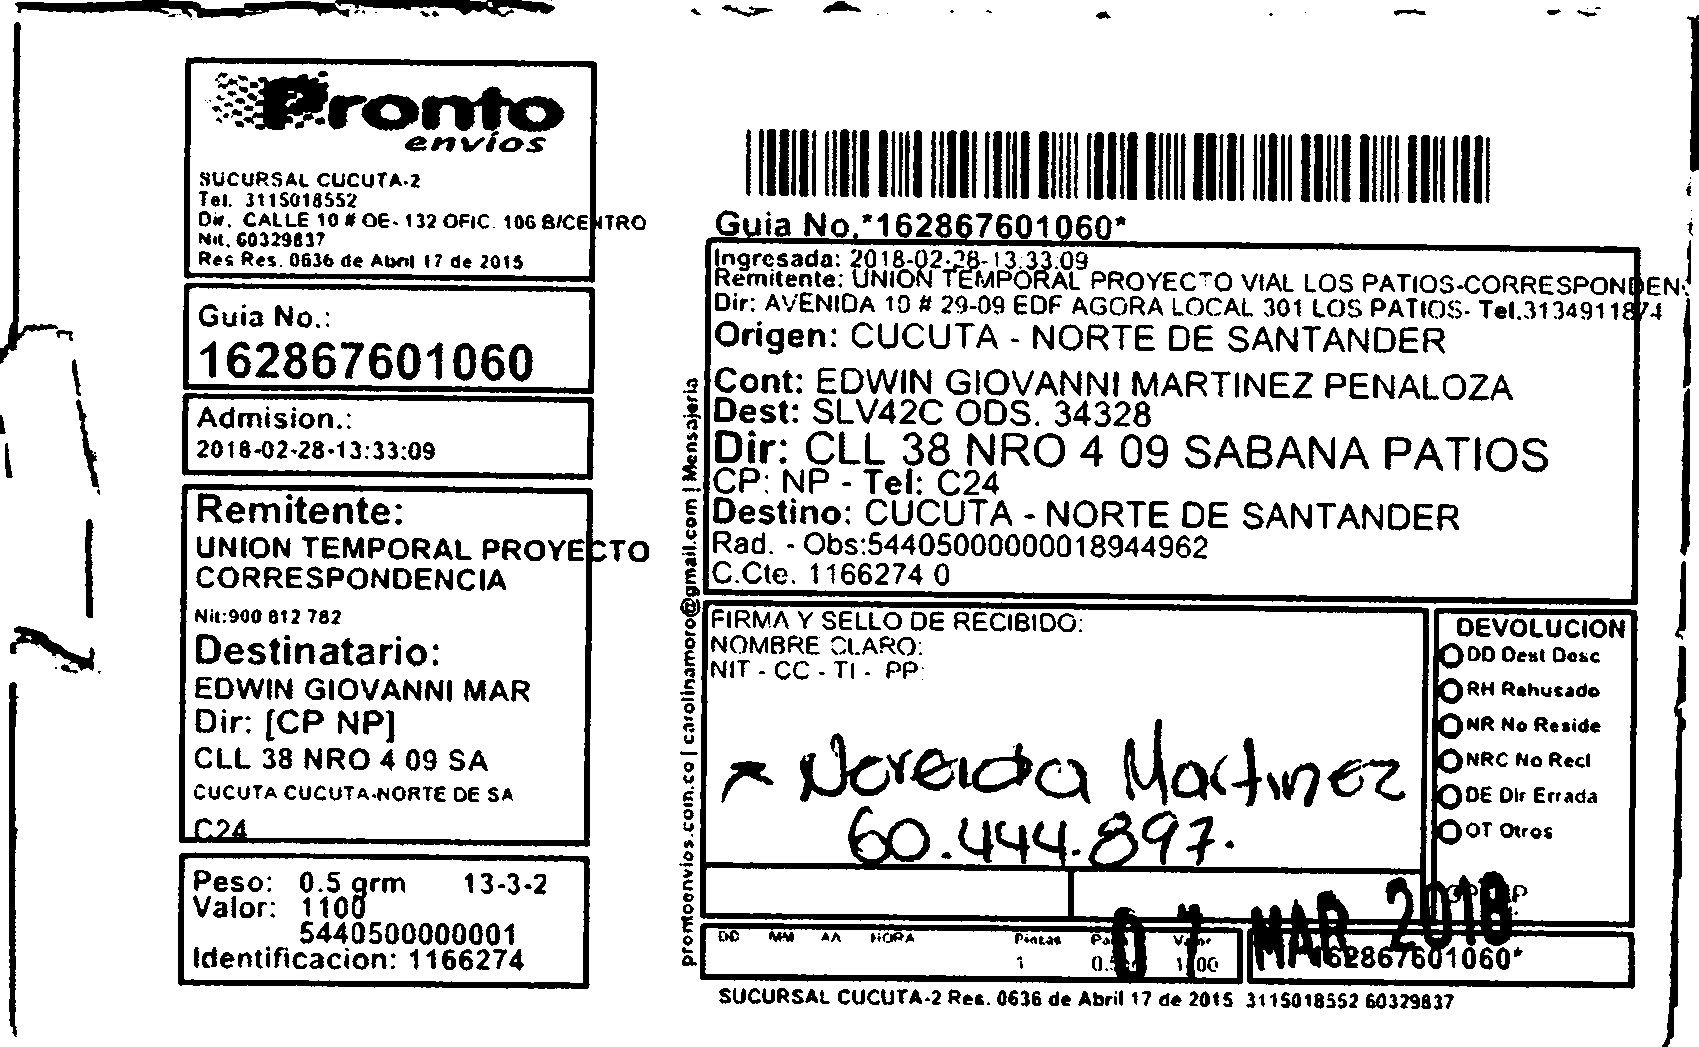 Pronto
envíos
SUCURSAL CUCUTA-2
Tel. 3115018552
Dir. CALLE 10 # OE-132 OFIC. 106 B/CENTRO
Nit. 60329837
Res Res. 0636 de Abril 17 de 2015
Guia No.:
162867601060
Admision.:
2018-02-28-13:33:09
Remitente:
UNION TEMPORAL PROYECTO
CORRESPONDENCIA
Nit:900 812 782
Destinatario:
EDWIN GIOVANNI MAR
Dir: [CP NP]
CLL 38 NRO 4 09 SA
CUCUTA CUCUTA-NORTE DE SA
C24
Peso: 0.5 grm 13-3-2
Valor: 1100
5440500000001
Identificacion: 1166274
prontoenvios.com.co | carolinamoro@gmail.com | Mensajeria
Guia No.*162867601060*
Ingresada: 2018-02-28-13:33:09
Remitente: UNION TEMPORAL PROYECTO VIAL LOS PATIOS-CORRESPONDEN
Dir: AVENIDA 10 # 29-09 EDF AGORA LOCAL 301 LOS PATIOS- Tel.3134911874
Origen: CUCUTA - NORTE DE SANTANDER
Cont: EDWIN GIOVANNI MARTINEZ PENALOZA
Dest: SLV42C ODS. 34328
Dir: CLL 38 NRO 4 09 SABANA PATIOS
CP: NP - Tel: C24
Destino: CUCUTA - NORTE DE SANTANDER
Rad. - Obs:54405000000018944962
C.Cte. 1166274 0
FIRMA Y SELLO DE RECIBIDO:
NOMBRE CLARO:
NIT - CC - TI - PP:
Nereida Martinez
60.444.897.
DEVOLUCION
DD Dest Desc
RH Rehusado
NR No Reside
NRC No Recl
DE Dir Errada
OT Otros
07 MAR 2018
DD MM AA HORA Piezas Valor
1 1100
*162867601060*
SUCURSAL CUCUTA-2 Res. 0636 de Abril 17 de 2015 3115018552 60329837